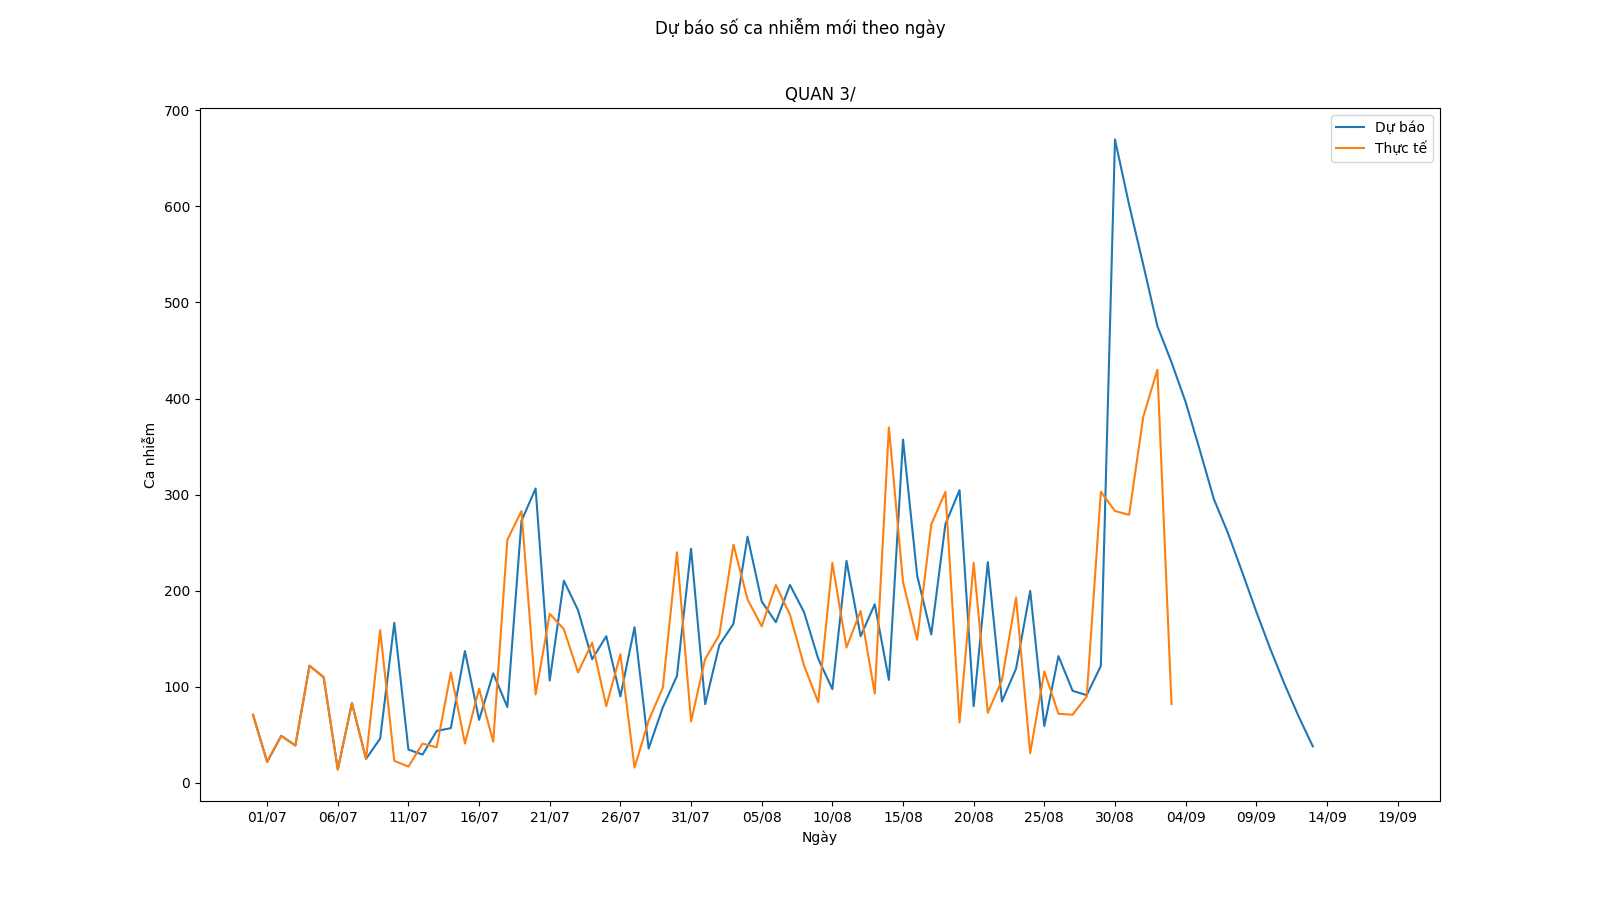 Dự báo số ca nhiễm mới theo ngày
QUAN 3/
700
600
500
400
300
200
100
0
Ca nhiễm
Dự báo
Thực tế
01/07 06/07 11/07 16/07 21/07 26/07 31/07 05/08 10/08 15/08 20/08 25/08 30/08 04/09 09/09 14/09 19/09
Ngày